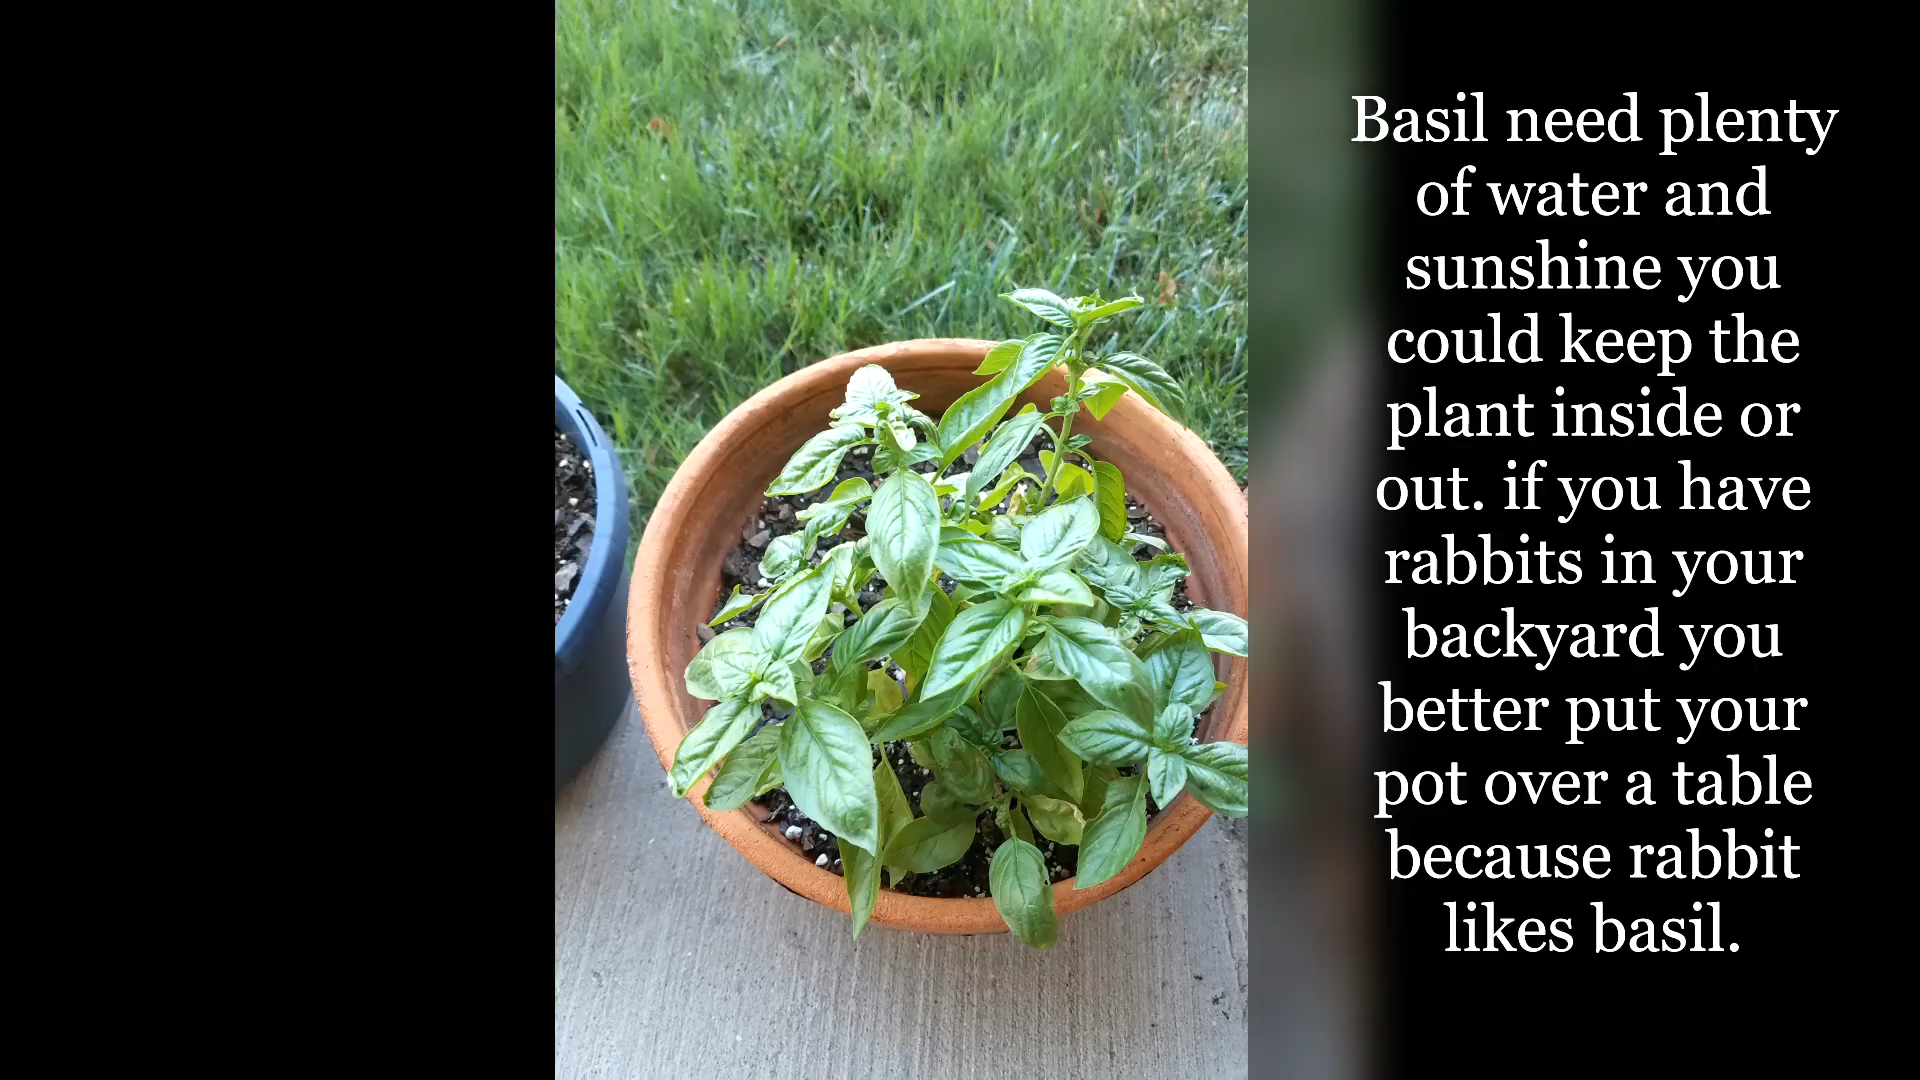 Basil need plenty
of water and
sunshine you
could keep the
plant inside or
out. if you have
rabbits in your
backyard you
better put your
pot over a table
because rabbit
likes basil.